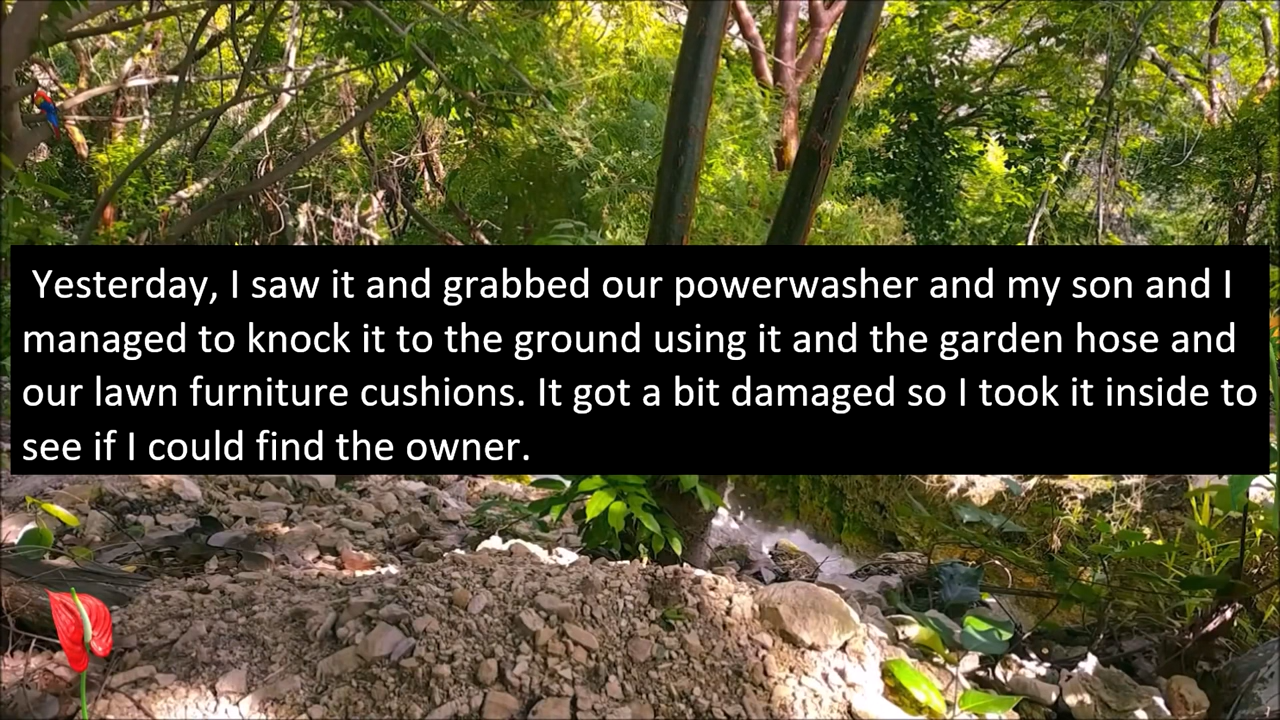 Yesterday, I saw it and grabbed our powerwasher and my son and I
managed to knock it to the ground using it and the garden hose and
our lawn furniture cushions. It got a bit damaged so I took it inside to
see if I could find the owner.